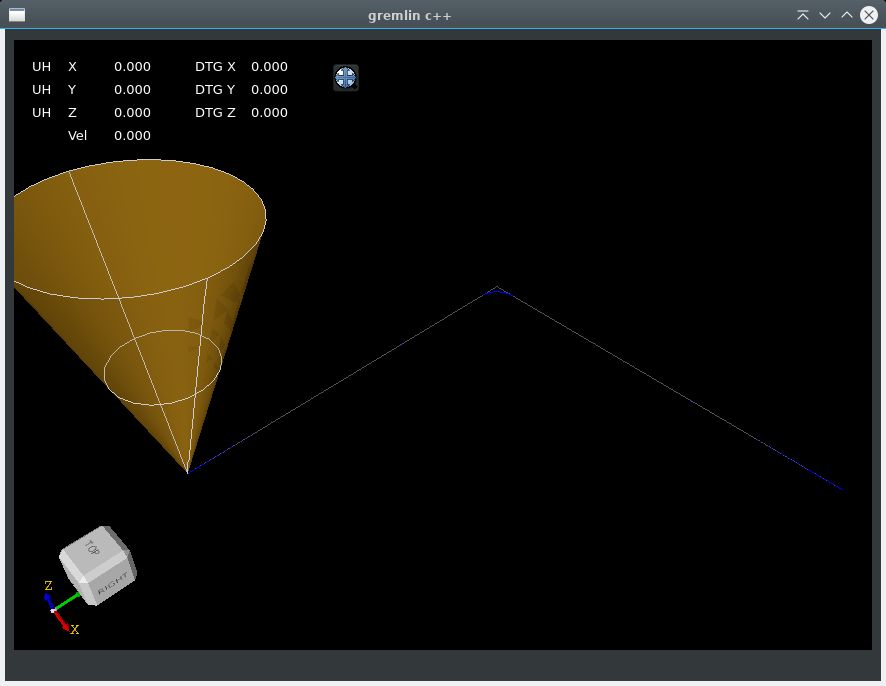 gremlin c++
UH X 0.000 DTG X 0.000
UH Y 0.000 DTG Y 0.000
UH Z 0.000 DTG Z 0.000
Vel 0.000
TOP
RIGHT
Z
X